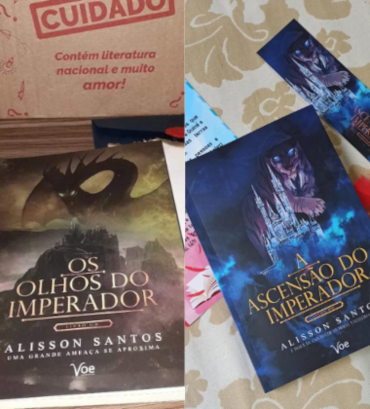 CUIDADO
Contém literatura
nacional e muito
amor!
OS
OLHOS DO
IMPERADOR
ALISSON SANTOS
UMA GRANDE AMEAÇA SE APROXIMA
Voe
A
ASCENSÃO DO
IMPERADOR
ALISSON SANTOS
Voe